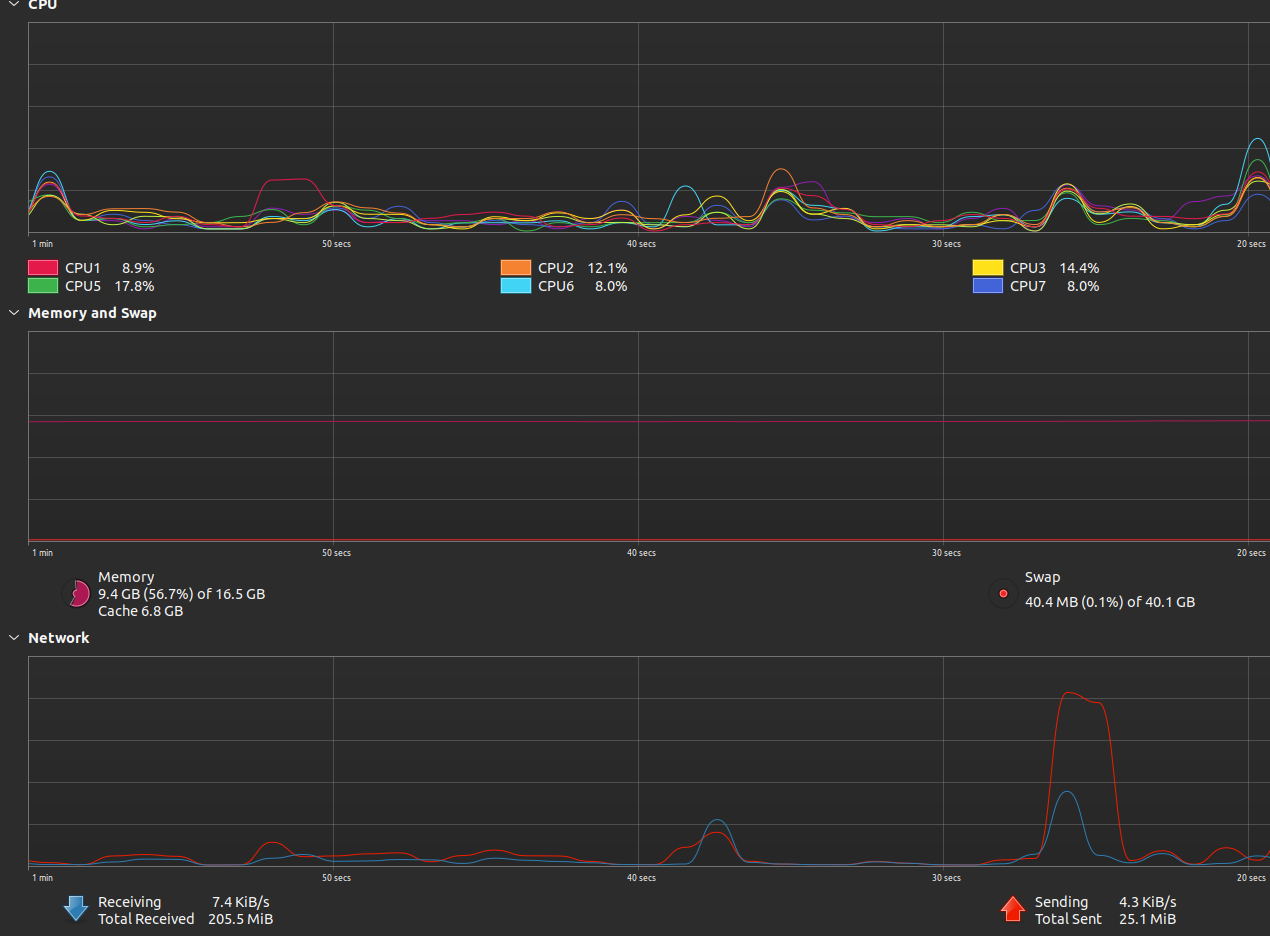 CPU
1 min 50 secs 40 secs 30 secs 20 secs
CPU1 8.9% CPU2 12.1% CPU3 14.4%
CPU5 17.8% CPU6 8.0% CPU7 8.0%
Memory and Swap
1 min 50 secs 40 secs 30 secs 20 secs
Memory
9.4 GB (56.7%) of 16.5 GB
Cache 6.8 GB
Swap
40.4 MB (0.1%) of 40.1 GB
Network
1 min 50 secs 40 secs 30 secs 20 secs
Receiving 7.4 KiB/s
Total Received 205.5 MiB
Sending 4.3 KiB/s
Total Sent 25.1 MiB